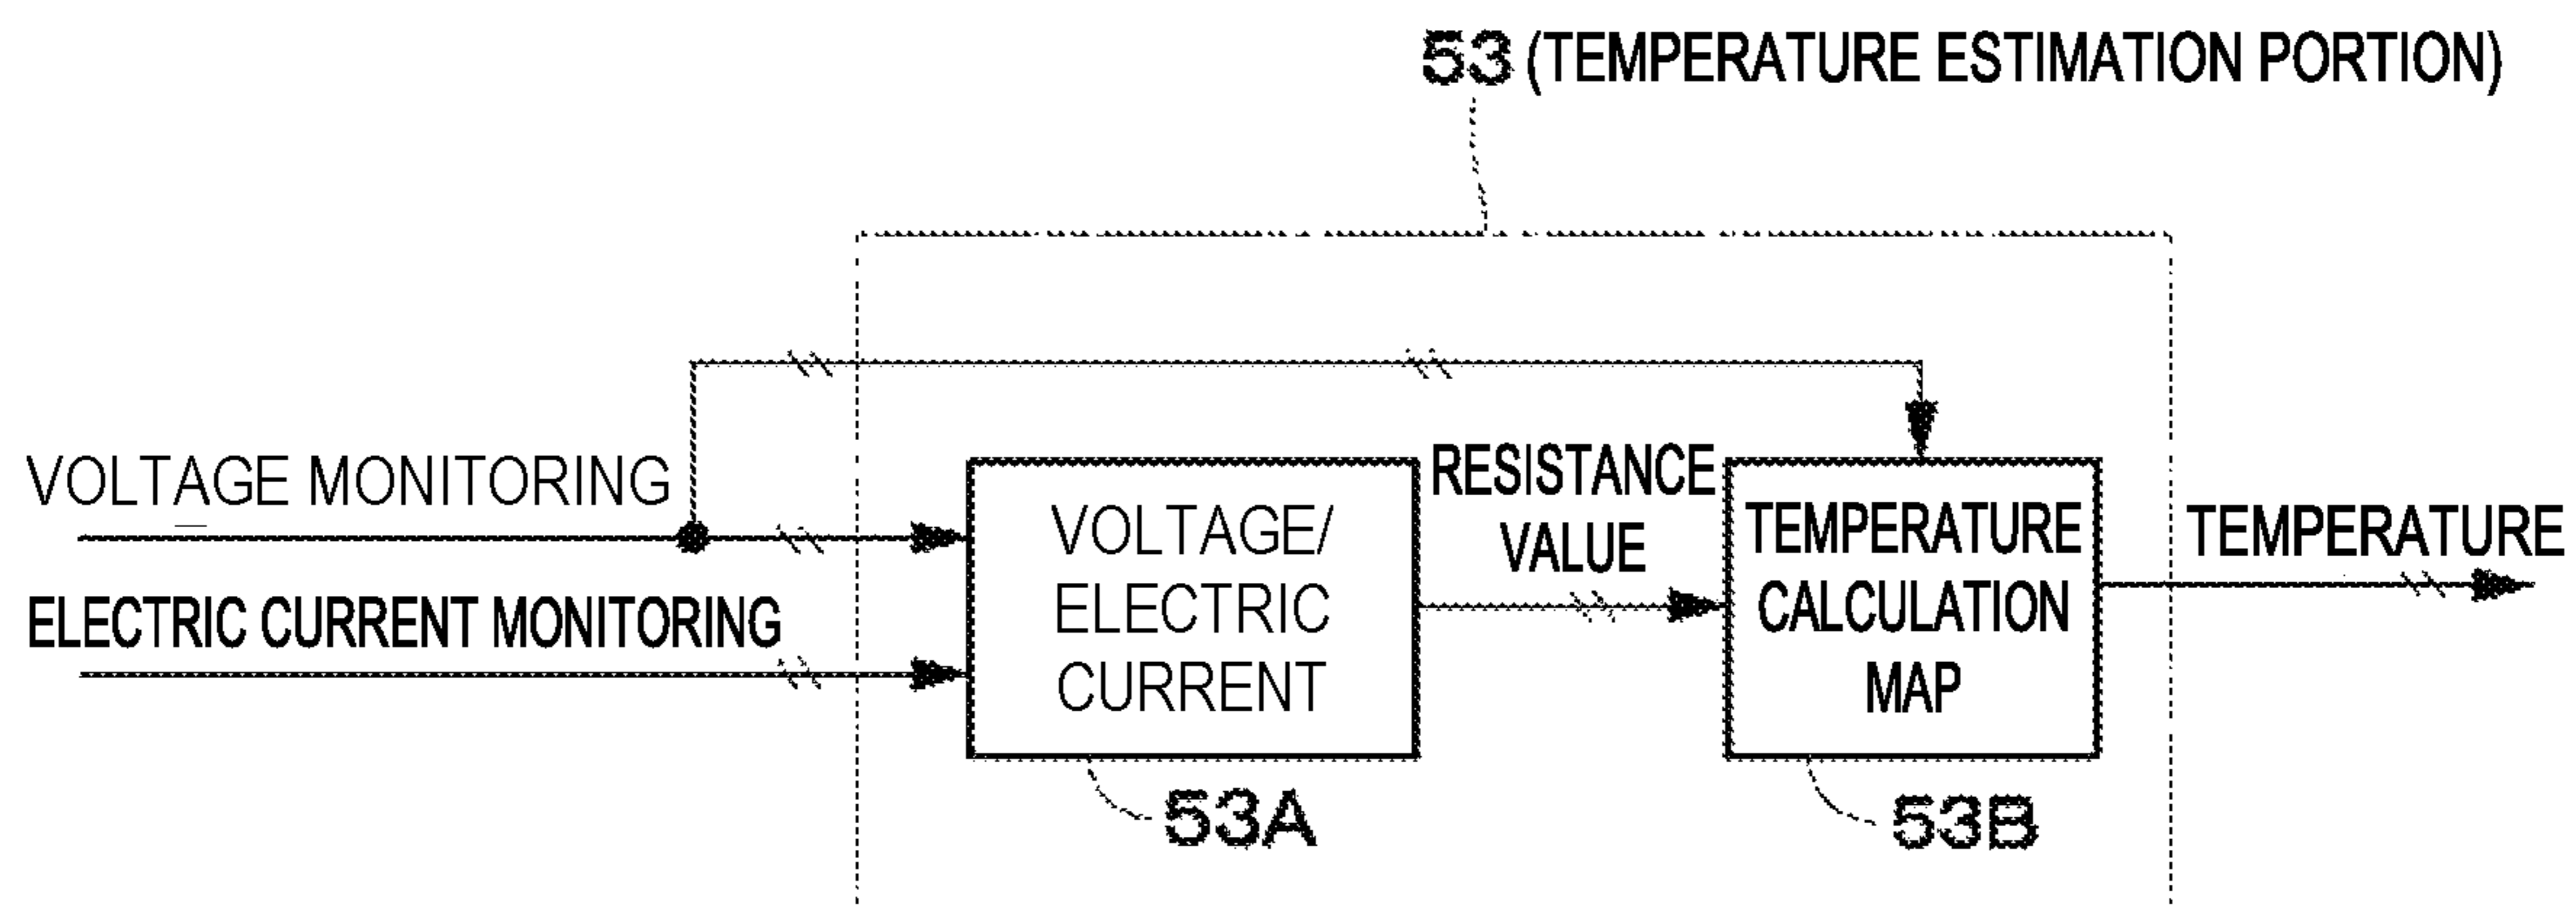 53 (TEMPERATURE ESTIMATION PORTION)
VOLTAGE MONITORING
ELECTRIC CURRENT MONITORING
VOLTAGE/
ELECTRIC
CURRENT
53A
RESISTANCE
VALUE
TEMPERATURE
CALCULATION
MAP
53B
TEMPERATURE